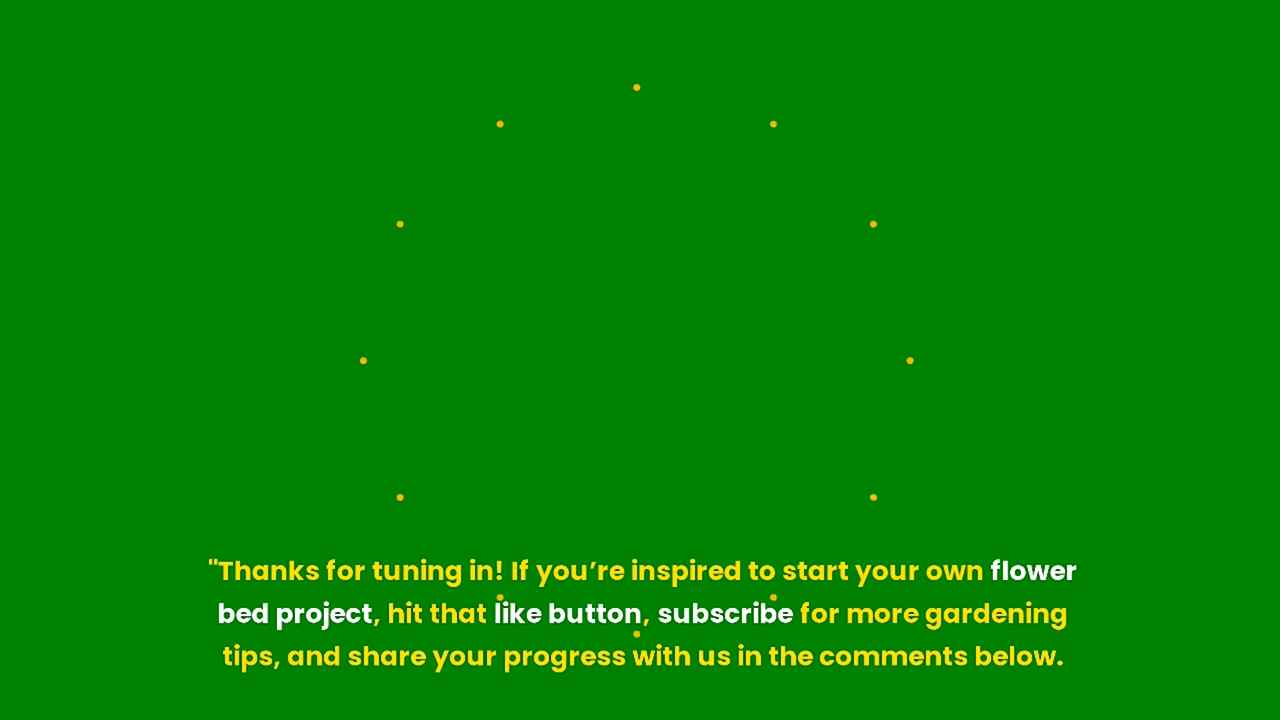 "Thanks for tuning in! If you’re inspired to start your own flower
bed project, hit that like button, subscribe for more gardening
tips, and share your progress with us in the comments below.